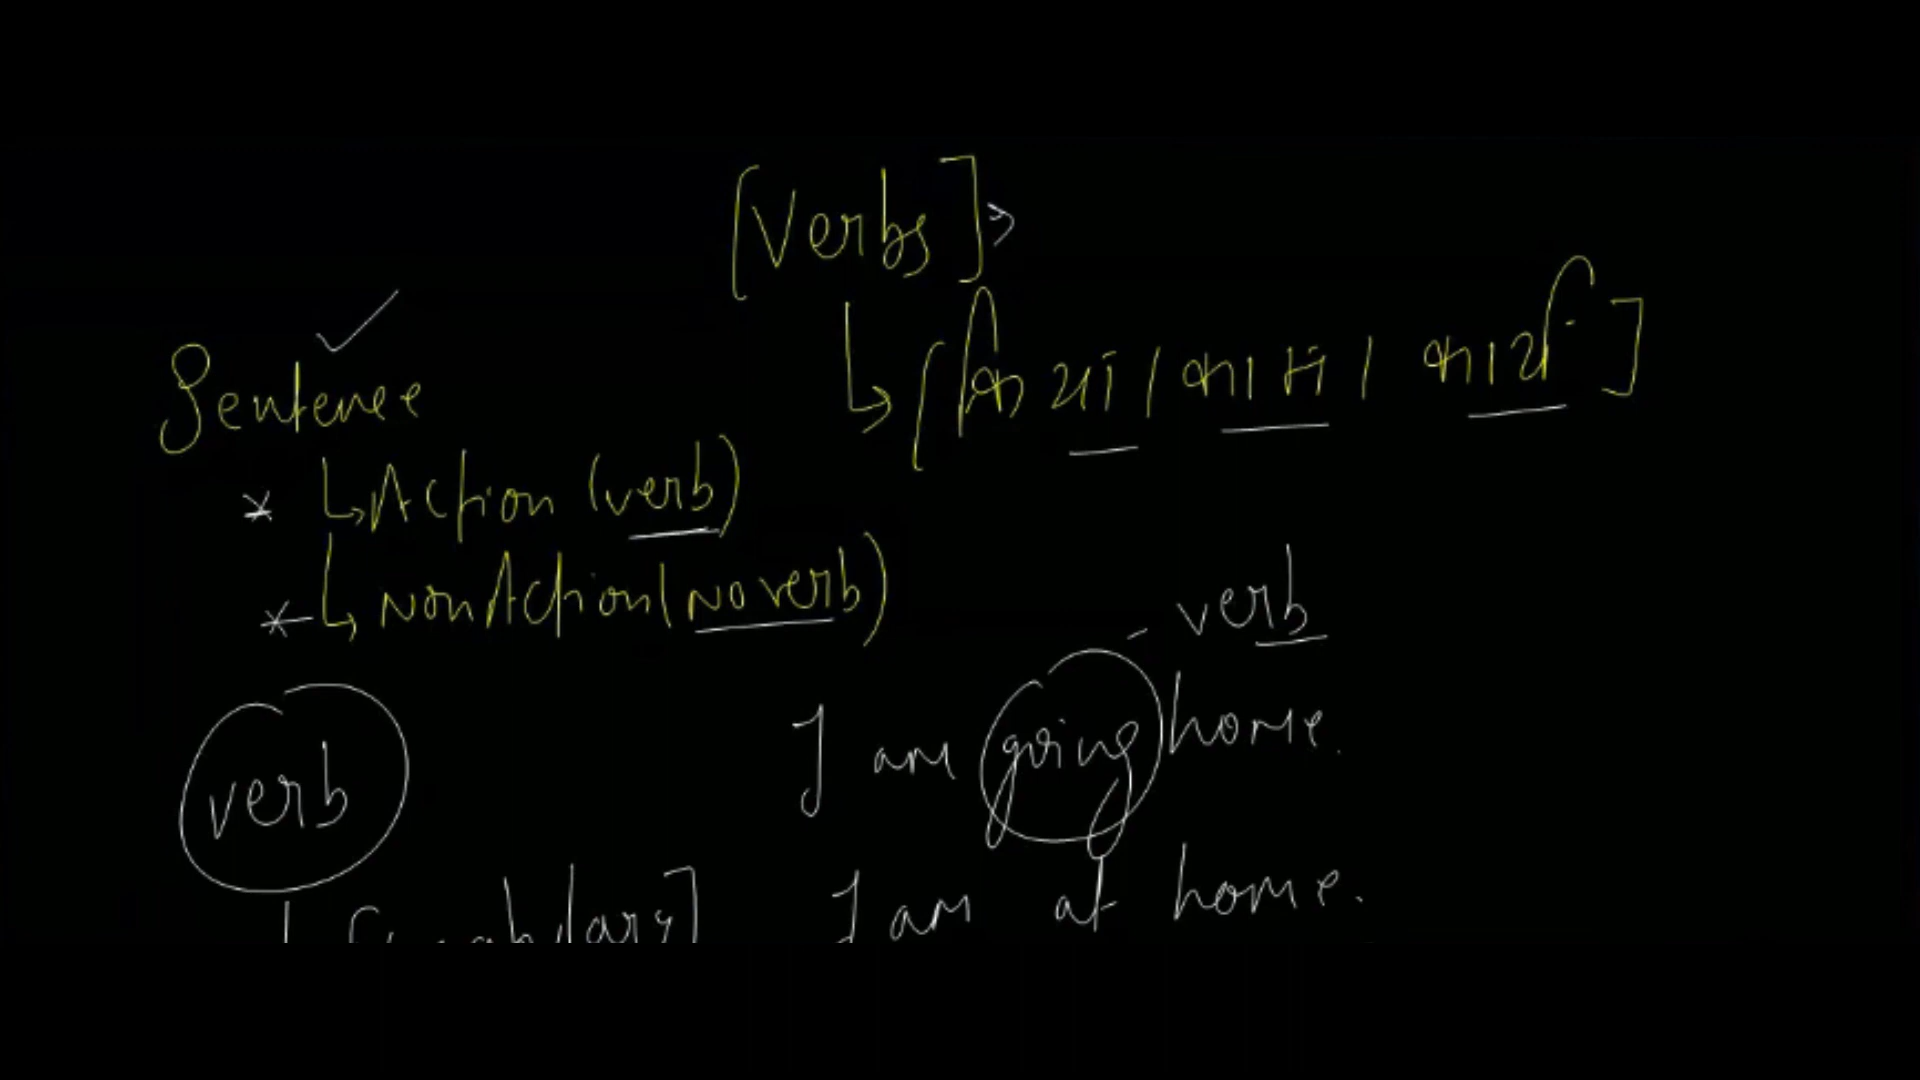 [Verbs]
[क्रिया / काम / कार्य]
Sentence
Action (verb)
Non Action (No verb)
verb
I am going home.
verb
I am at home.